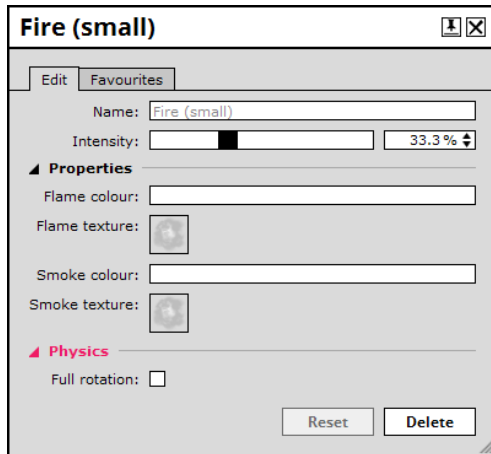 Fire (small)
Edit Favourites
Name: Fire (small)
Intensity: 33.3%
Properties
Flame colour:
Flame texture:
Smoke colour:
Smoke texture:
Physics
Full rotation:
Reset Delete